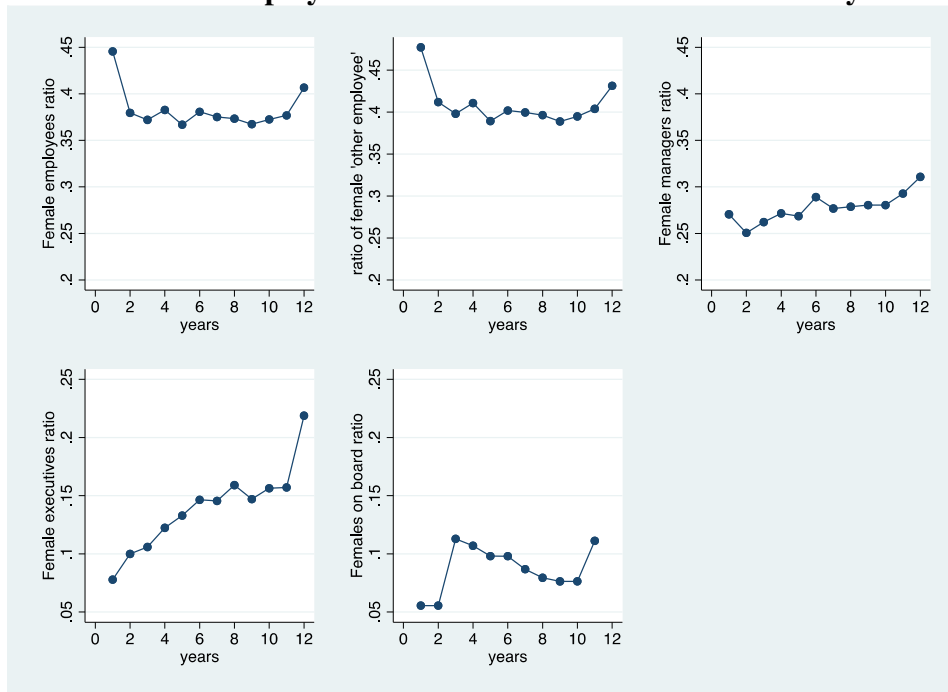 Female employees ratio
.45
.4
.35
.3
.25
.2
0 2 4 6 8 10 12
years
ratio of female 'other employee'
.45
.4
.35
.3
.25
.2
0 2 4 6 8 10 12
years
Female managers ratio
.45
.4
.35
.3
.25
.2
0 2 4 6 8 10 12
years
Female executives ratio
.25
.2
.15
.1
.05
0 2 4 6 8 10 12
years
Females on board ratio
.25
.2
.15
.1
.05
0 2 4 6 8 10 12
years